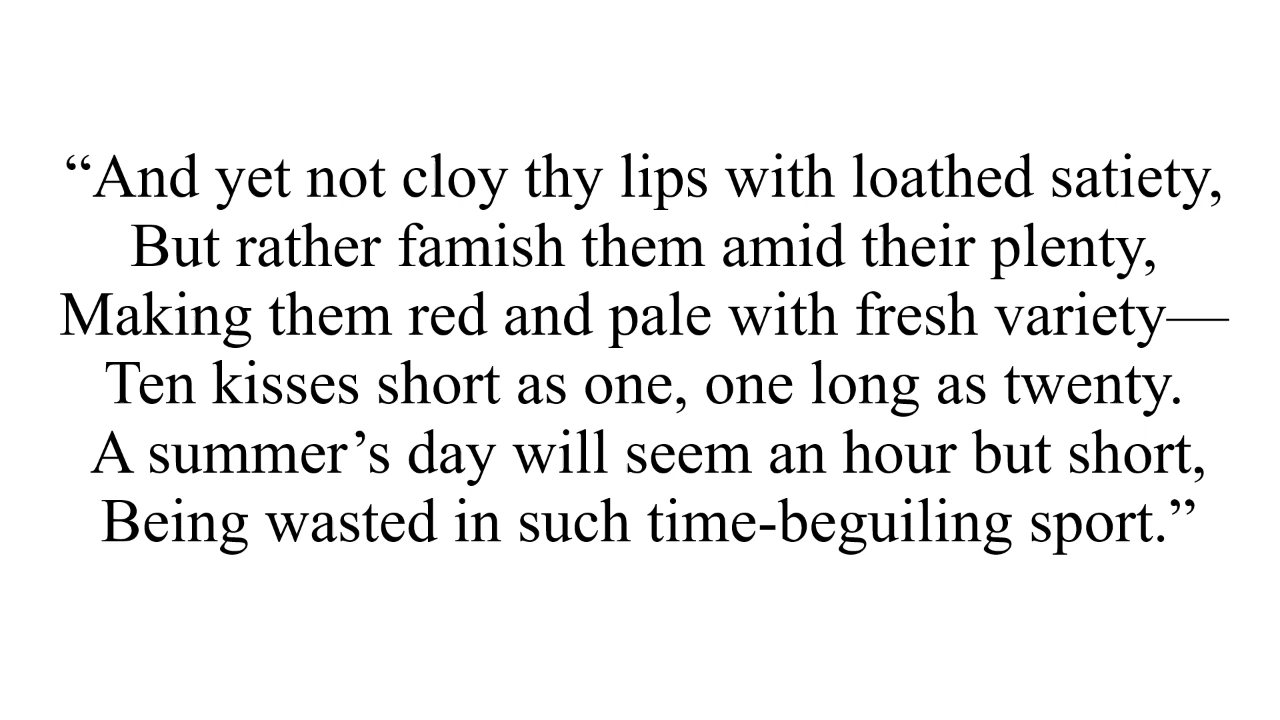 “And yet not cloy thy lips with loathed satiety,
But rather famish them amid their plenty,
Making them red and pale with fresh variety—
Ten kisses short as one, one long as twenty.
A summer’s day will seem an hour but short,
Being wasted in such time-beguiling sport.”